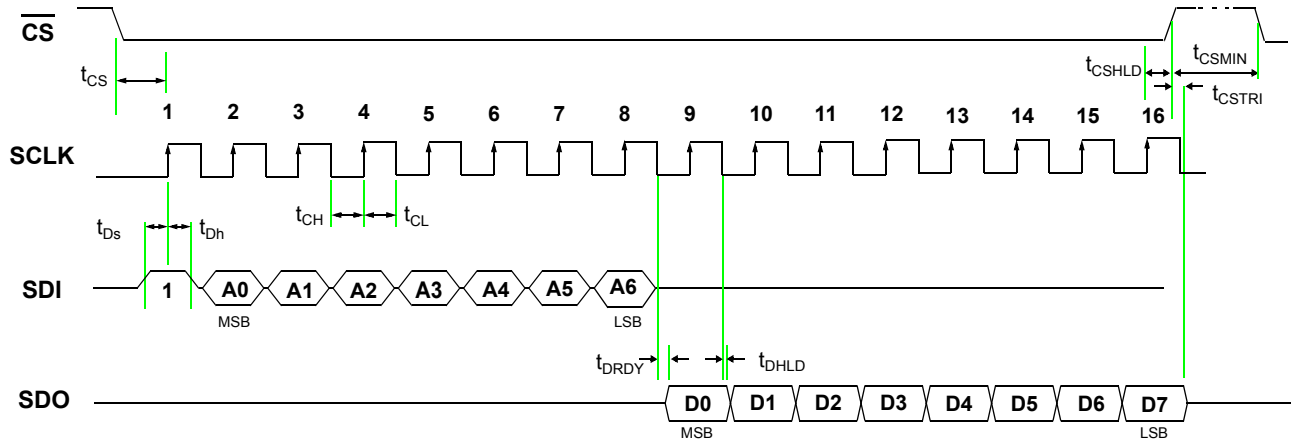 CS
tCS
tCSHLD
tCSMIN
tCSTRI
1 2 3 4 5 6 7 8 9 10 11 12 13 14 15 16
SCLK
tCH
tCL
tDs
tDh
SDI
1 A0 A1 A2 A3 A4 A5 A6
MSB LSB
tDRDY
tDHLD
SDO
D0 D1 D2 D3 D4 D5 D6 D7
MSB LSB